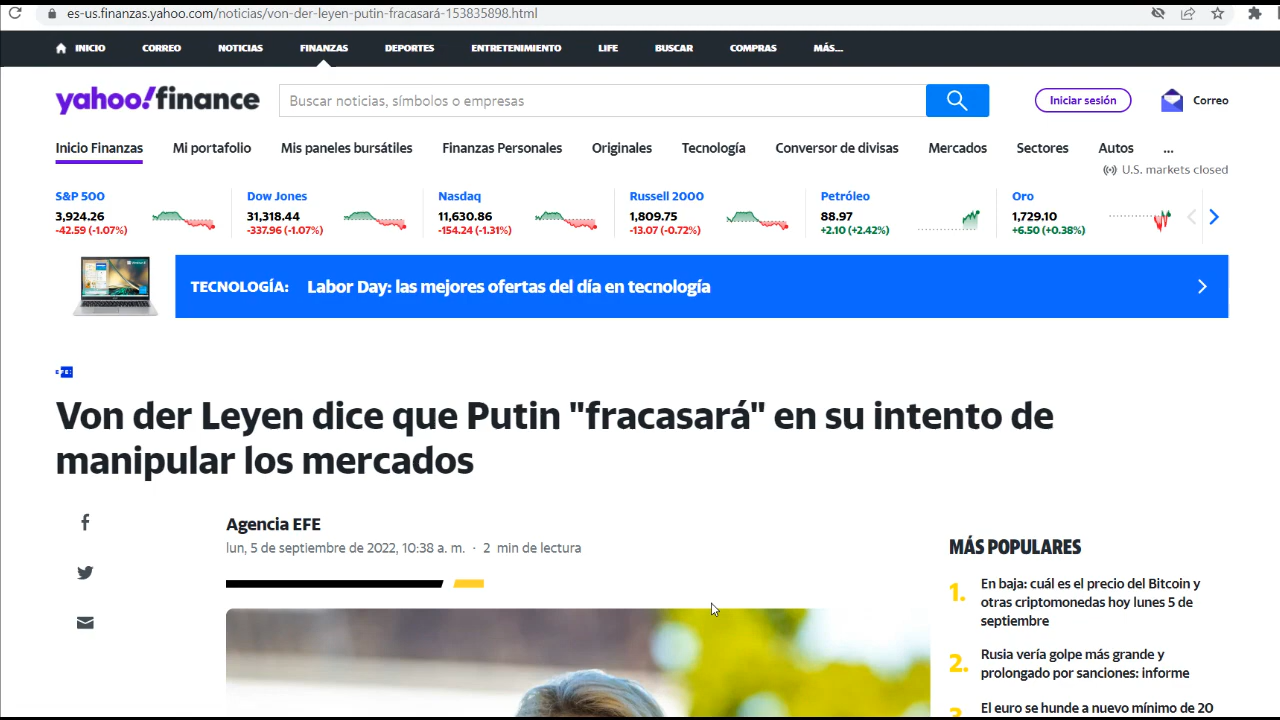 es-us.finanzas.yahoo.com/noticias/von-der-leyen-putin-fracasará-153835898.html
INICIO CORREO NOTICIAS FINANZAS DEPORTES ENTRETENIMIENTO LIFE BUSCAR COMPRAS MÁS...
yahoo!finance Buscar noticias, símbolos o empresas Iniciar sesión Correo
Inicio Finanzas Mi portafolio Mis paneles bursátiles Finanzas Personales Originales Tecnología Conversor de divisas Mercados Sectores Autos ...
U.S. markets closed
S&P 500 Dow Jones Nasdaq Russell 2000 Petróleo Oro
3,924.26 31,318.44 11,630.86 1,809.75 88.97 1,729.10
-42.59 (-1.07%) -337.96 (-1.07%) -154.24 (-1.31%) -13.07 (-0.72%) +2.10 (+2.42%) +6.50 (+0.38%)
TECNOLOGÍA: Labor Day: las mejores ofertas del día en tecnología
Von der Leyen dice que Putin "fracasará" en su intento de
manipular los mercados
Agencia EFE
lun, 5 de septiembre de 2022, 10:38 a. m. · 2 min de lectura
MÁS POPULARES
1. En baja: cuál es el precio del Bitcoin y
otras criptomonedas hoy lunes 5 de
septiembre
2. Rusia vería golpe más grande y
prolongado por sanciones: informe
3. El euro se hunde a nuevo mínimo de 20